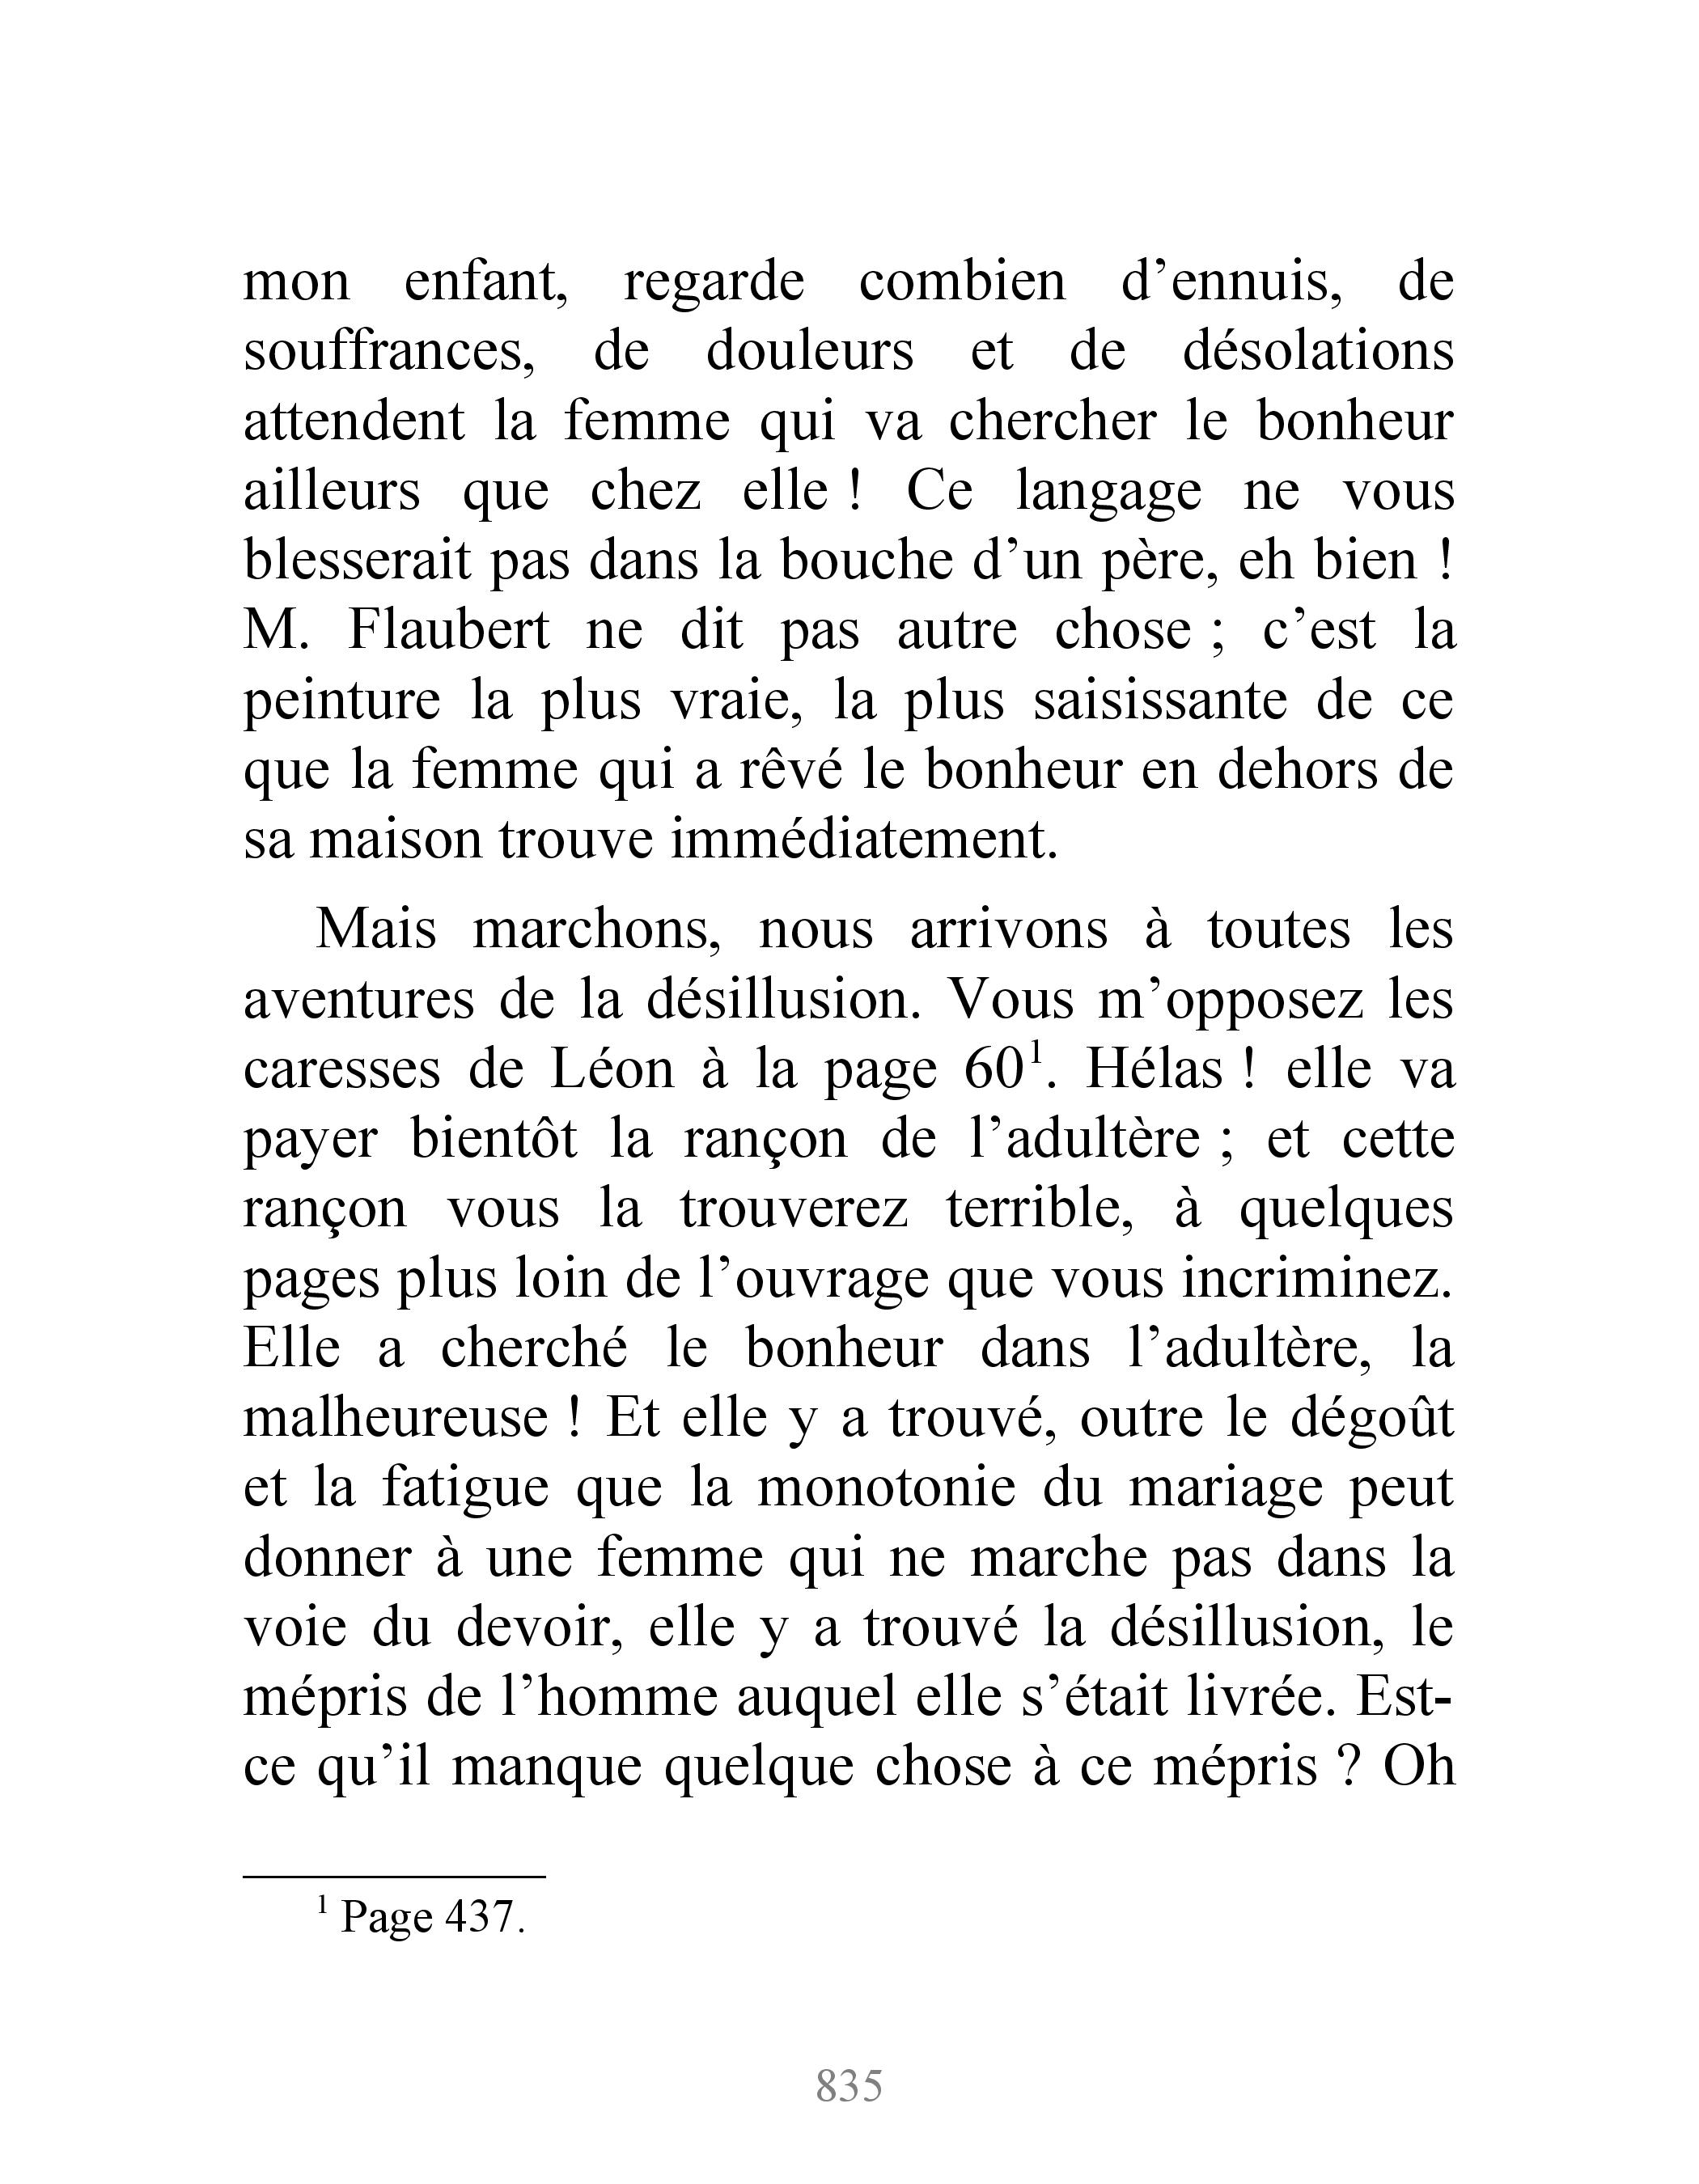 mon enfant, regarde combien d’ennuis, de
souffrances, de douleurs et de désolations
attendent la femme qui va chercher le bonheur
ailleurs que chez elle ! Ce langage ne vous
blesserait pas dans la bouche d’un père, eh bien !
M. Flaubert ne dit pas autre chose ; c’est la
peinture la plus vraie, la plus saisissante de ce
que la femme qui a rêvé le bonheur en dehors de
sa maison trouve immédiatement.
Mais marchons, nous arrivons à toutes les
aventures de la désillusion. Vous m’opposez les
caresses de Léon à la page 60¹. Hélas ! elle va
payer bientôt la rançon de l’adultère ; et cette
rançon vous la trouverez terrible, à quelques
pages plus loin de l’ouvrage que vous incriminez.
Elle a cherché le bonheur dans l’adultère, la
malheureuse ! Et elle y a trouvé, outre le dégoût
et la fatigue que la monotonie du mariage peut
donner à une femme qui ne marche pas dans la
voie du devoir, elle y a trouvé la désillusion, le
mépris de l’homme auquel elle s’était livrée. Est-
ce qu’il manque quelque chose à ce mépris ? Oh
¹ Page 437.
835